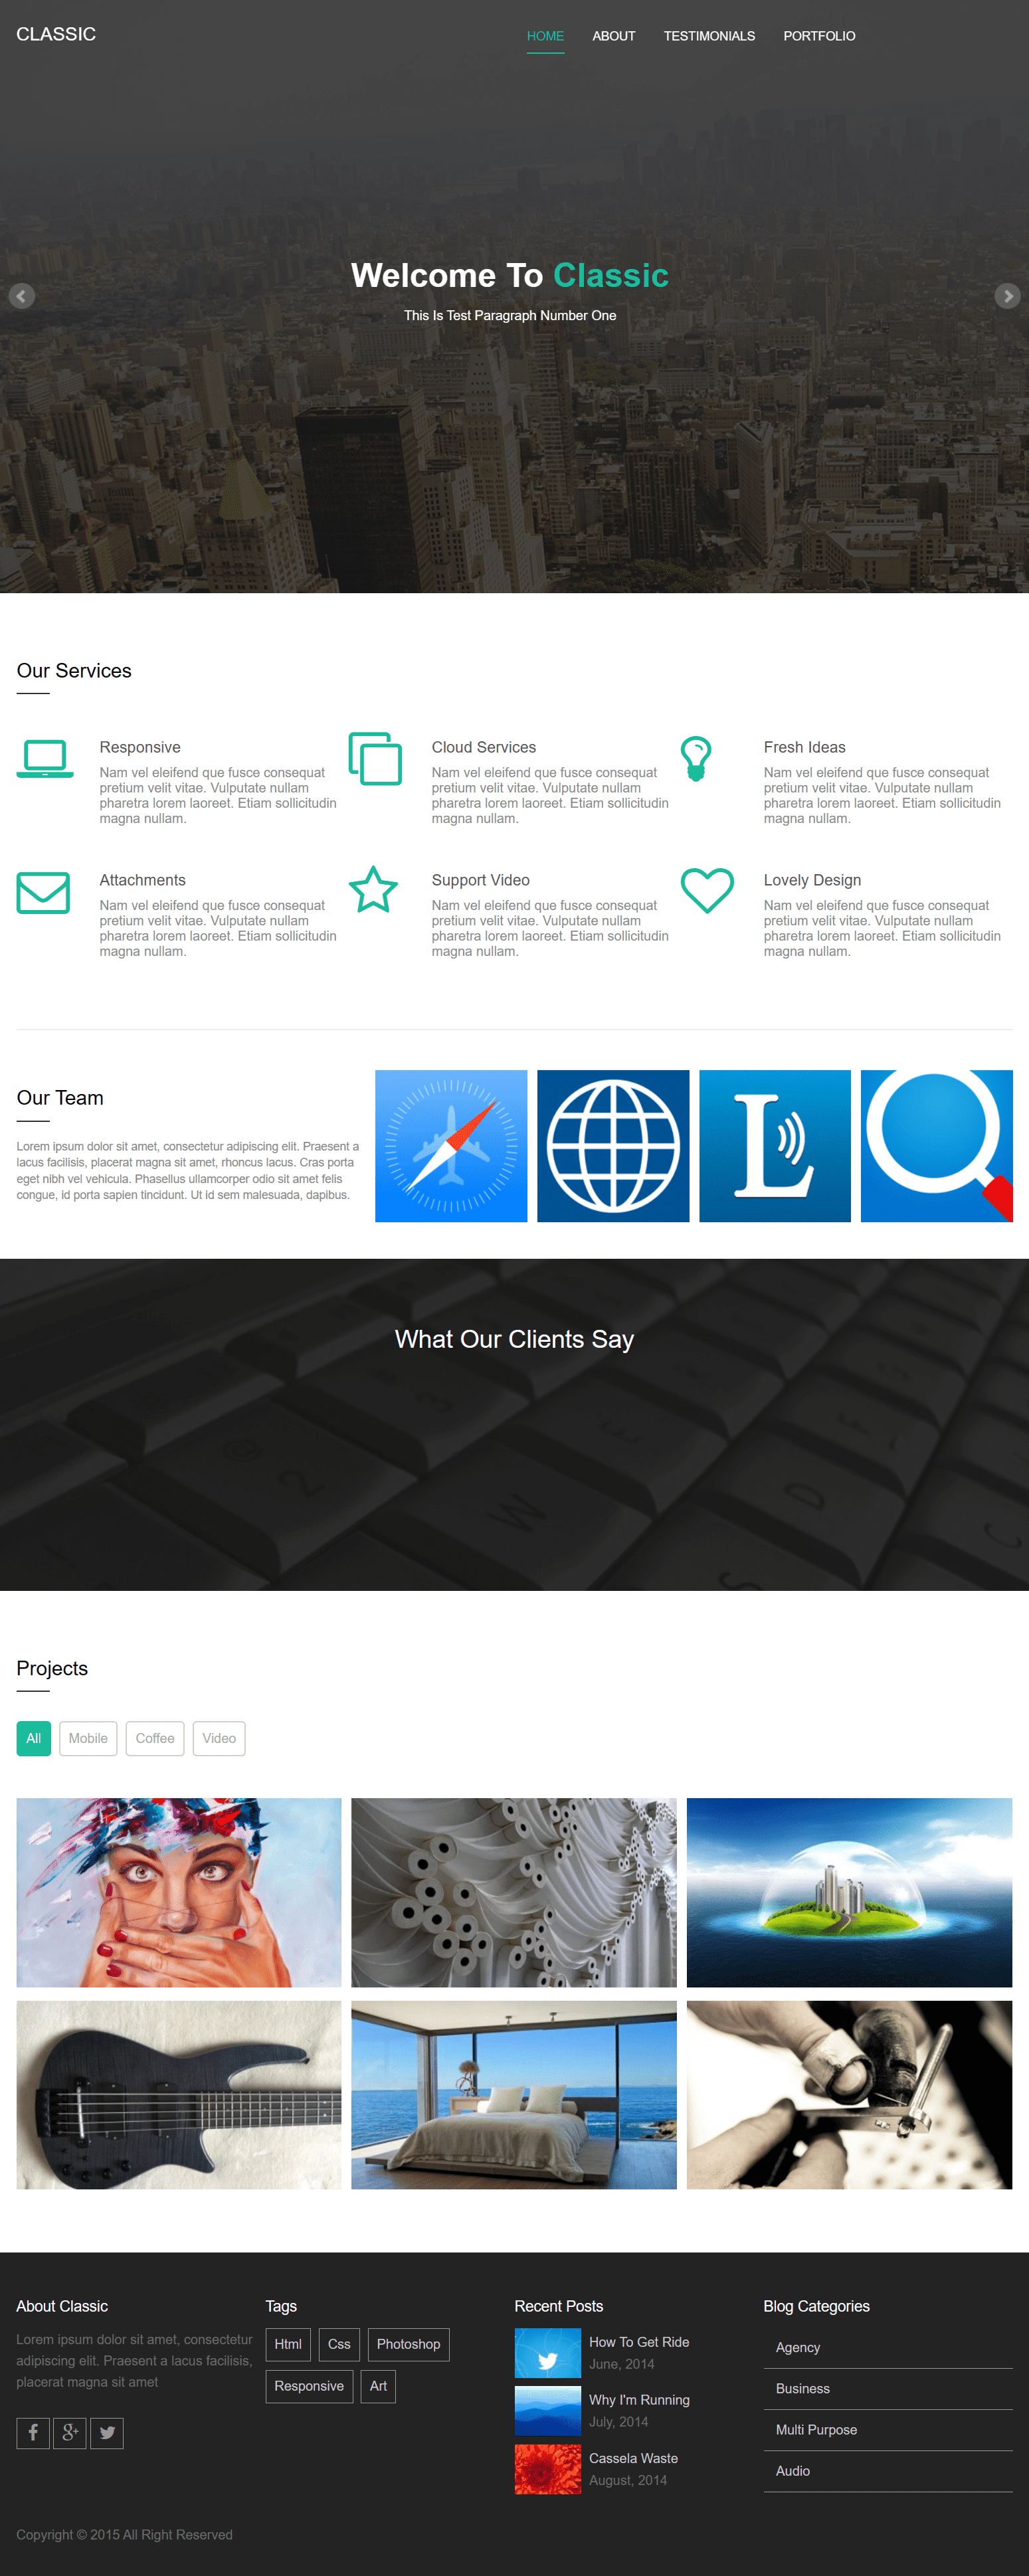 CLASSIC
HOME ABOUT TESTIMONIALS PORTFOLIO
Welcome To Classic
This Is Test Paragraph Number One
Our Services
Responsive
Nam vel eleifend que fusce consequat
pretium velit vitae. Vulputate nullam
pharetra lorem laoreet. Etiam sollicitudin
magna nullam.
Cloud Services
Nam vel eleifend que fusce consequat
pretium velit vitae. Vulputate nullam
pharetra lorem laoreet. Etiam sollicitudin
magna nullam.
Fresh Ideas
Nam vel eleifend que fusce consequat
pretium velit vitae. Vulputate nullam
pharetra lorem laoreet. Etiam sollicitudin
magna nullam.
Attachments
Nam vel eleifend que fusce consequat
pretium velit vitae. Vulputate nullam
pharetra lorem laoreet. Etiam sollicitudin
magna nullam.
Support Video
Nam vel eleifend que fusce consequat
pretium velit vitae. Vulputate nullam
pharetra lorem laoreet. Etiam sollicitudin
magna nullam.
Lovely Design
Nam vel eleifend que fusce consequat
pretium velit vitae. Vulputate nullam
pharetra lorem laoreet. Etiam sollicitudin
magna nullam.
Our Team
Lorem ipsum dolor sit amet, consectetur adipiscing elit. Praesent a
lacus facilisis, placerat magna sit amet, rhoncus lacus. Cras porta
eget nibh vel vehicula. Phasellus ullamcorper odio sit amet felis
congue, id porta sapien tincidunt. Ut id sem malesuada, dapibus.
L
What Our Clients Say
2
W
D
S
C
Projects
All Mobile Coffee Video
About Classic
Lorem ipsum dolor sit amet, consectetur
adipiscing elit. Praesent a lacus facilisis,
placerat magna sit amet
Tags
Html Css Photoshop
Responsive Art
Recent Posts
How To Get Ride
June, 2014
Why I'm Running
July, 2014
Cassela Waste
August, 2014
Blog Categories
Agency
Business
Multi Purpose
Audio
Copyright © 2015 All Right Reserved